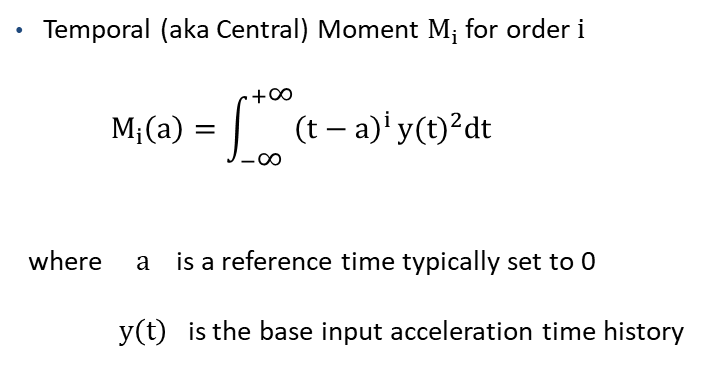 • Temporal (aka Central) Moment Mᵢ for order i
Mᵢ(a) = ∫₋∞⁺∞ (t − a)ⁱ y(t)² dt
where a is a reference time typically set to 0
y(t) is the base input acceleration time history